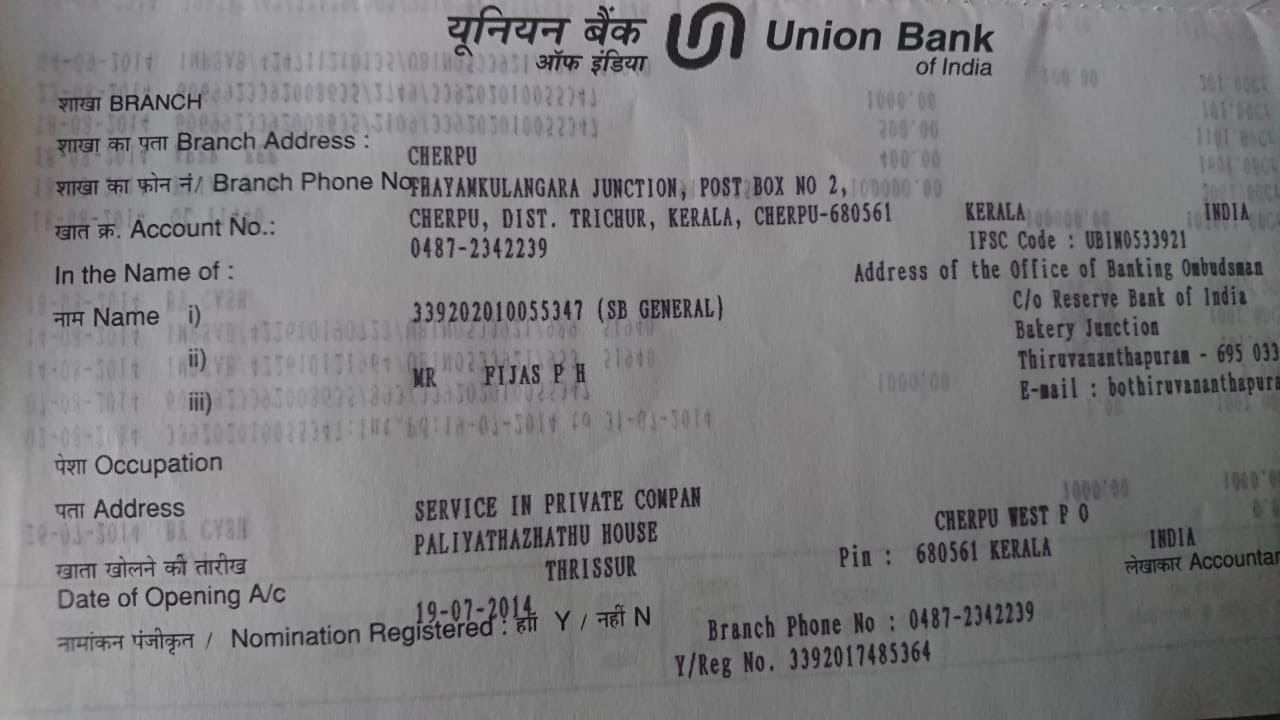 यूनियन बैंक Union Bank
ऑफ इंडिया of India
शाखा BRANCH
शाखा का पता Branch Address : CHERPU
शाखा का फोन नं/ Branch Phone No THAYAMKULANGARA JUNCTION, POST BOX NO 2,
CHERPU, DIST. TRICHUR, KERALA, CHERPU-680561 KERALA INDIA
खात क्र. Account No.: 0487-2342239 IFSC Code : UBIN0533921
In the Name of : Address of the Office of Banking Ombudsman
नाम Name i) 339202010055347 (SB GENERAL) C/o Reserve Bank of India
Bakery Junction
ii) MR FIJAS P H Thiruvananthapuram - 695 033
iii) E-mail : bothiruvananthapura
पेशा Occupation
पता Address SERVICE IN PRIVATE COMPAN
PALIYATHAZHATHU HOUSE CHERPU WEST P O
खाता खोलने की तारीख THRISSUR Pin : 680561 KERALA INDIA
लेखाकार Accountan
Date of Opening A/c 19-07-2014
नामांकन पंजीकृत / Nomination Registered : हाँ Y / नहीं N Branch Phone No : 0487-2342239
Y/Reg No. 3392017485364